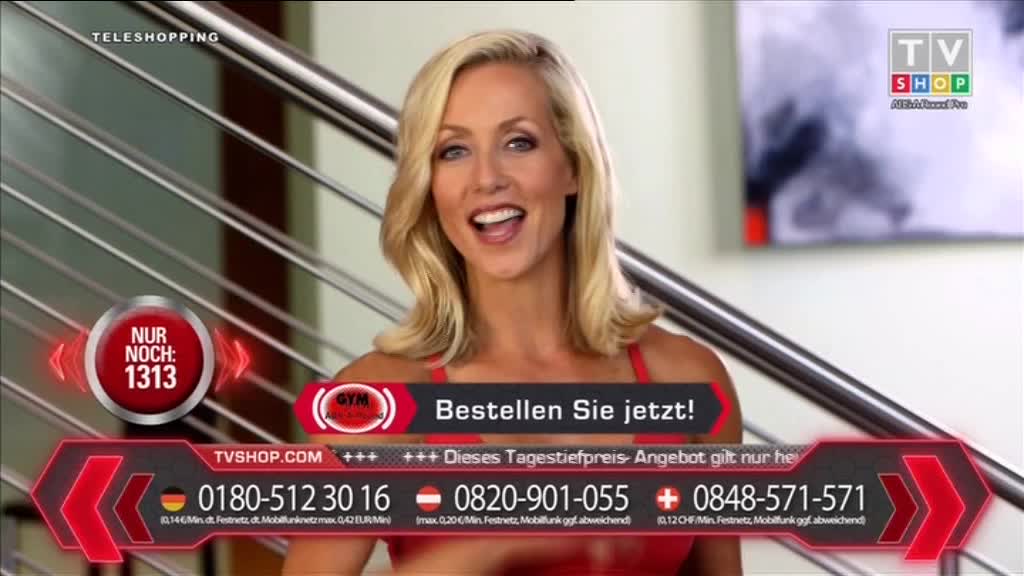 TELESHOPPING
TV
SHOP
NUR
NOCH:
1313
GYM
Bestellen Sie jetzt!
TVSHOP.COM +++ +++ Dieses Tagestiefpreis- Angebot gilt nur he
0180-512 30 16 0820-901-055 0848-571-571
(0,14 €/Min. dt. Festnetz, dt. Mobilfunknetz max. 0,42 EUR/Min) (max. 0,20 €/Min. Festnetz, Mobilfunk ggf. abweichend) (0,12 CHF/Min. Festnetz, Mobilfunk ggf. abweichend)